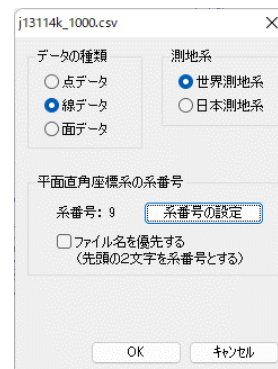 j13114k_1000.csv
データの種類
点データ
線データ
面データ
測地系
世界測地系
日本測地系
平面直角座標系の系番号
系番号: 9
系番号の設定
ファイル名を優先する
(先頭の2文字を系番号とする)
OK
キャンセル